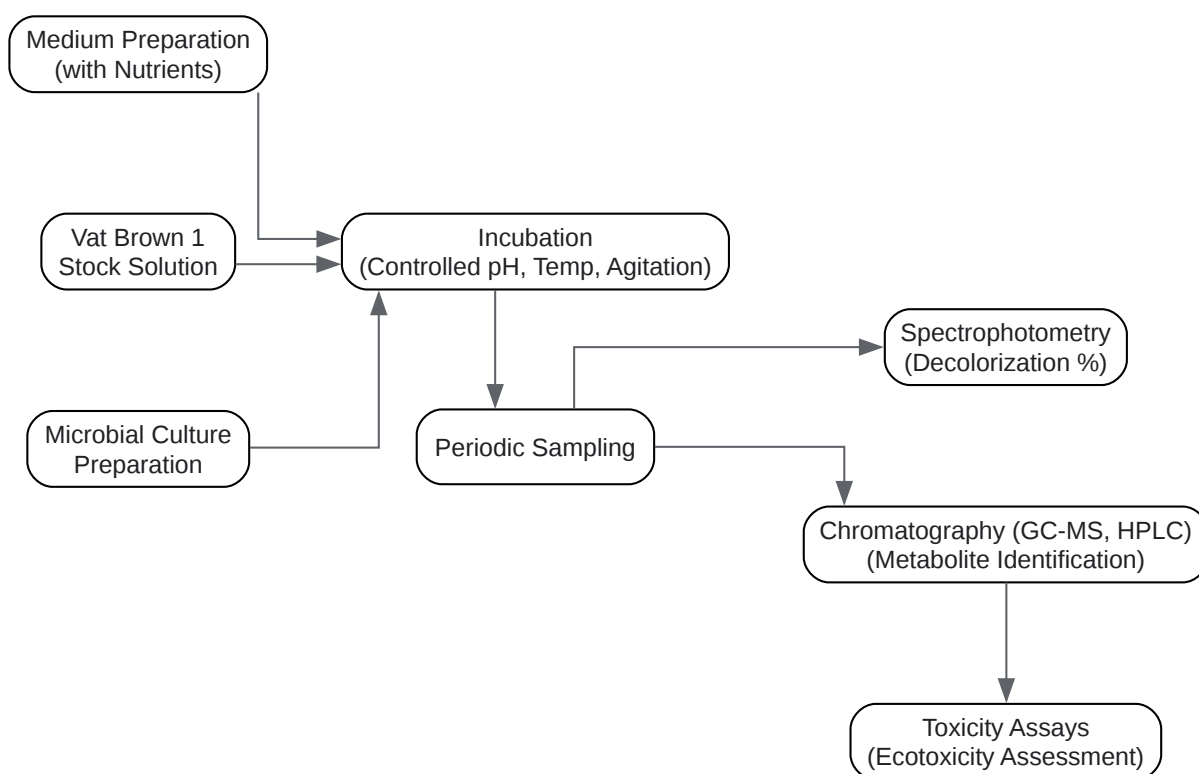 Medium Preparation
(with Nutrients)
Vat Brown 1
Stock Solution
Incubation
(Controlled pH, Temp, Agitation)
Microbial Culture
Preparation
Periodic Sampling
Spectrophotometry
(Decolorization %)
Chromatography (GC-MS, HPLC)
(Metabolite Identification)
Toxicity Assays
(Ecotoxicity Assessment)